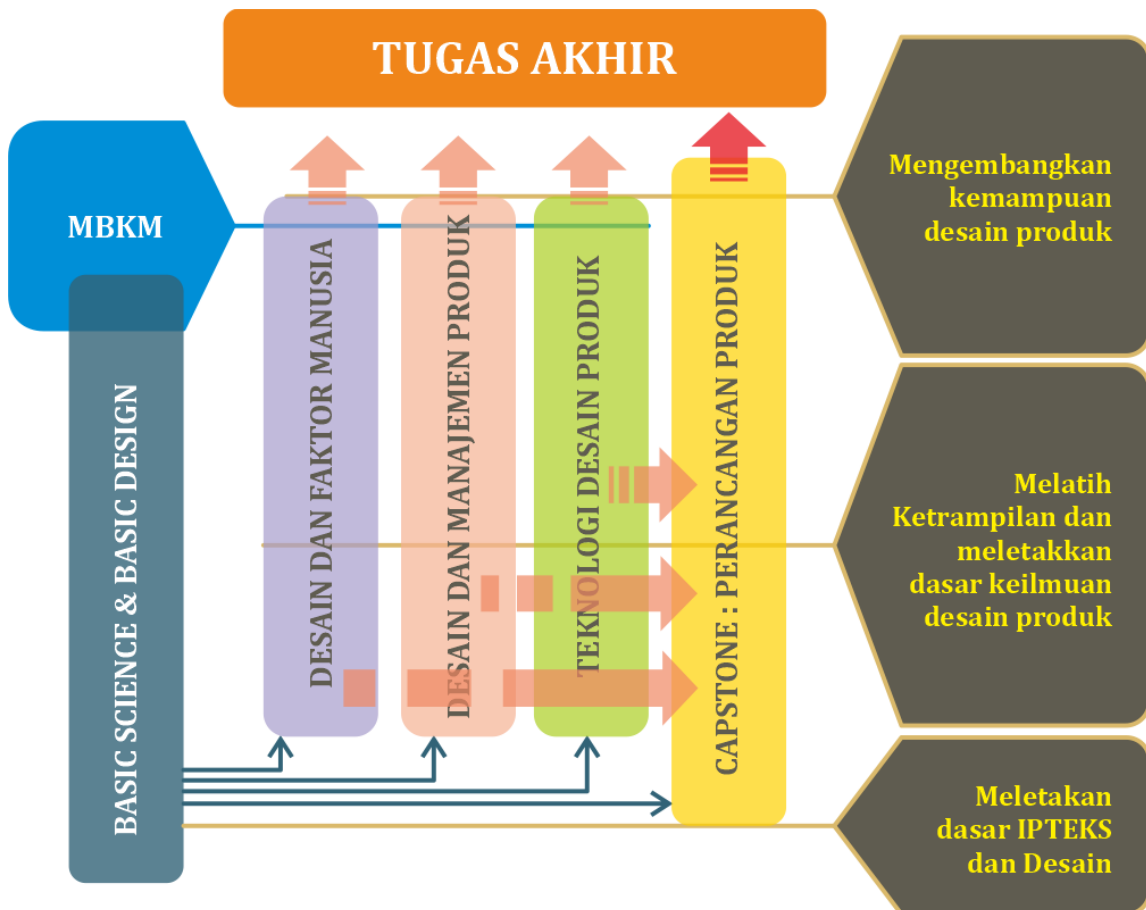 TUGAS AKHIR
MBKM
BASIC SCIENCE & BASIC DESIGN
DESAIN DAN FAKTOR MANUSIA
DESAIN DAN MANAJEMEN PRODUK
TEKNOLOGI DESAIN PRODUK
CAPSTONE : PERANCANGAN PRODUK
Mengembangkan
kemampuan
desain produk
Melatih
Ketrampilan dan
meletakkan
dasar keilmuan
desain produk
Meletakan
dasar IPTEKS
dan Desain